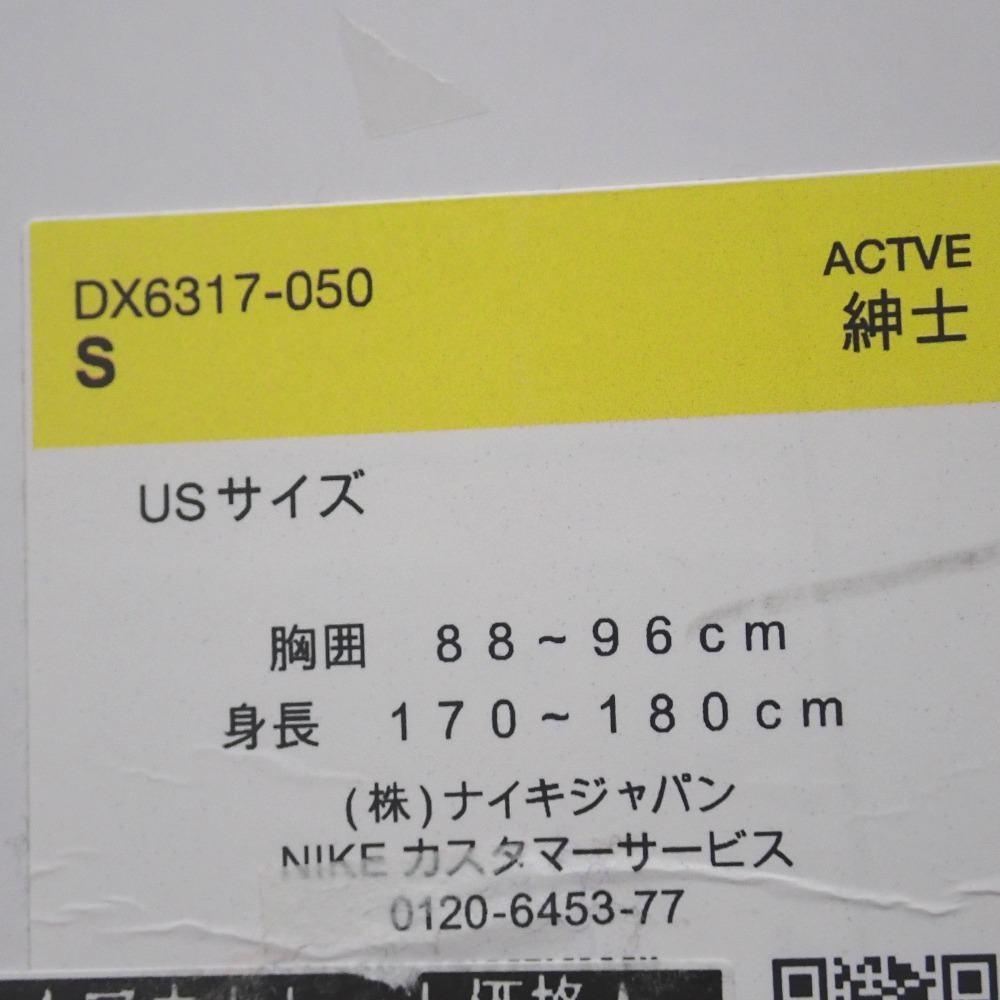 DX6317-050
ACTVE
S
紳士
USサイズ
胸囲 88~96cm
身長 170~180cm
(株)ナイキジャパン
NIKE カスタマーサービス
0120-6453-77
価格